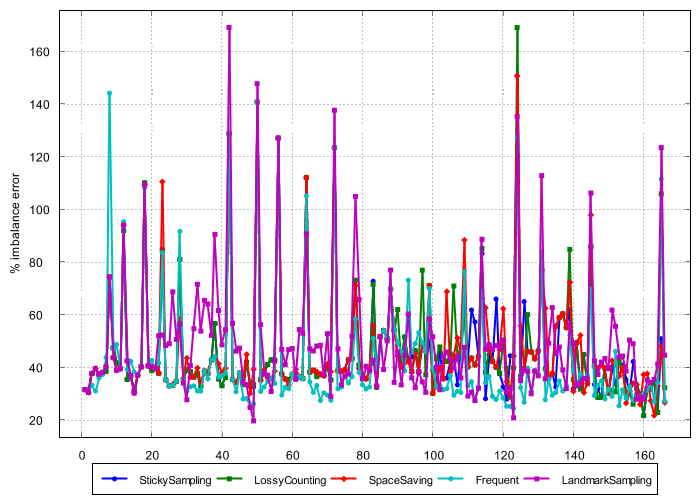 % imbalance error
160
140
120
100
80
60
40
20
0 20 40 60 80 100 120 140 160
StickySampling LossyCounting SpaceSaving Frequent LandmarkSampling